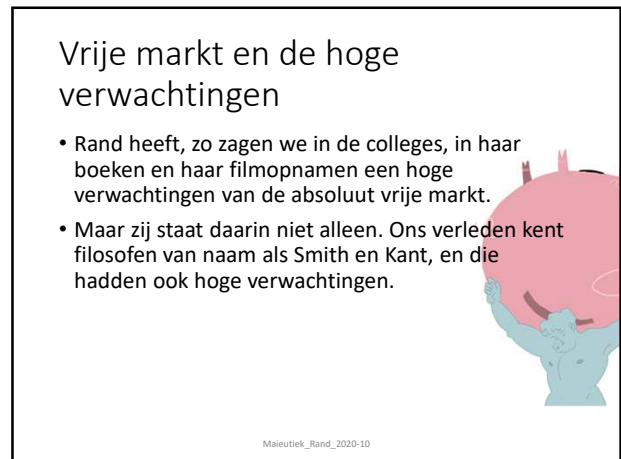 Vrije markt en de hoge
verwachtingen
• Rand heeft, zo zagen we in de colleges, in haar
boeken en haar filmopnamen een hoge
verwachtingen van de absoluut vrije markt.
• Maar zij staat daarin niet alleen. Ons verleden kent
filosofen van naam als Smith en Kant, en die
hadden ook hoge verwachtingen.
Maieutiek_Rand_2020-10